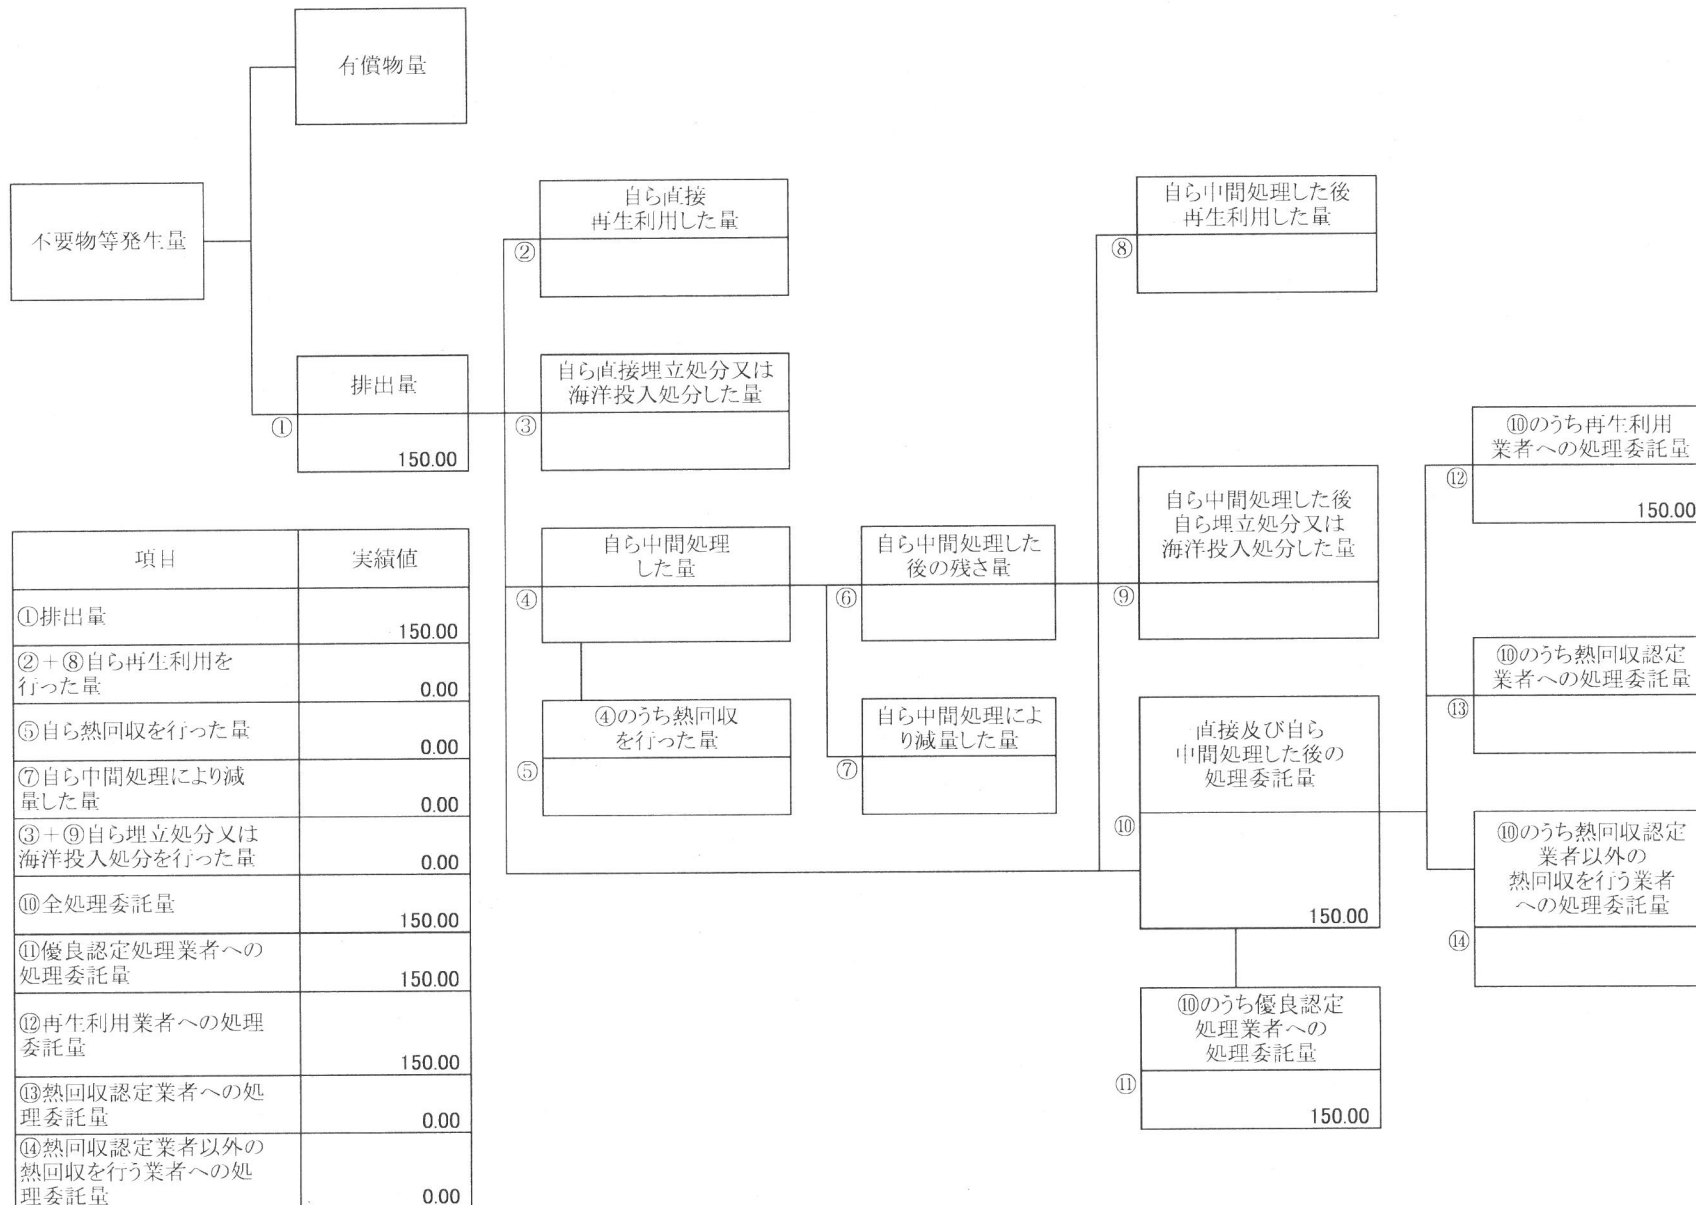 有償物量
不要物等発生量
排出量
①
150.00
自ら直接
再生利用した量
②
自ら直接埋立処分又は
海洋投入処分した量
③
自ら中間処理
した量
④
④のうち熱回収
を行った量
⑤
自ら中間処理した
後の残さ量
⑥
自ら中間処理によ
り減量した量
⑦
自ら中間処理した後
再生利用した量
⑧
自ら中間処理した後
自ら埋立処分又は
海洋投入処分した量
⑨
直接及び自ら
中間処理した後の
処理委託量
⑩
150.00
⑩のうち優良認定
処理業者への
処理委託量
⑪
150.00
⑩のうち再生利用
業者への処理委託量
⑫
150.00
⑩のうち熱回収認定
業者への処理委託量
⑬
⑩のうち熱回収認定
業者以外の
熱回収を行う業者
への処理委託量
⑭
項目 実績値
①排出量
150.00
②+⑧自ら再生利用を
行った量 0.00
⑤自ら熱回収を行った量
0.00
⑦自ら中間処理により減
量した量 0.00
③+⑨自ら埋立処分又は
海洋投入処分を行った量 0.00
⑩全処理委託量
150.00
⑪優良認定処理業者への
処理委託量 150.00
⑫再生利用業者への処理
委託量
150.00
⑬熱回収認定業者への処
理委託量 0.00
⑭熱回収認定業者以外の
熱回収を行う業者への処
理委託量 0.00